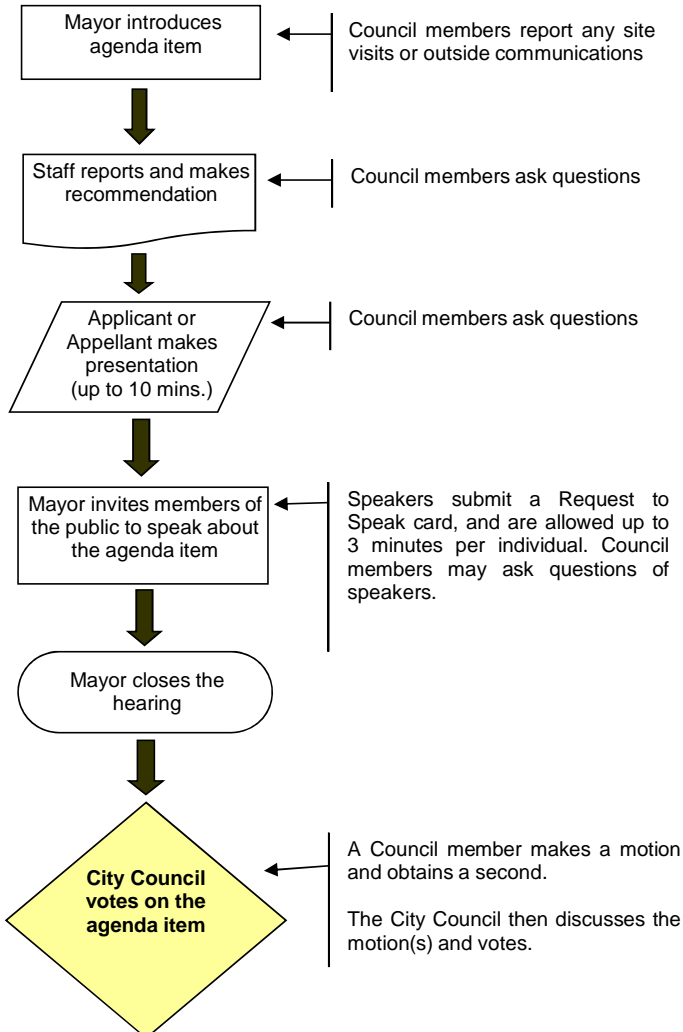 Mayor introduces
agenda item
Council members report any site
visits or outside communications
Staff reports and makes
recommendation
Council members ask questions
Applicant or
Appellant makes
presentation
(up to 10 mins.)
Council members ask questions
Mayor invites members of
the public to speak about
the agenda item
Speakers submit a Request to
Speak card, and are allowed up to
3 minutes per individual. Council
members may ask questions of
speakers.
Mayor closes the
hearing
City Council
votes on the
agenda item
A Council member makes a motion
and obtains a second.
The City Council then discusses the
motion(s) and votes.